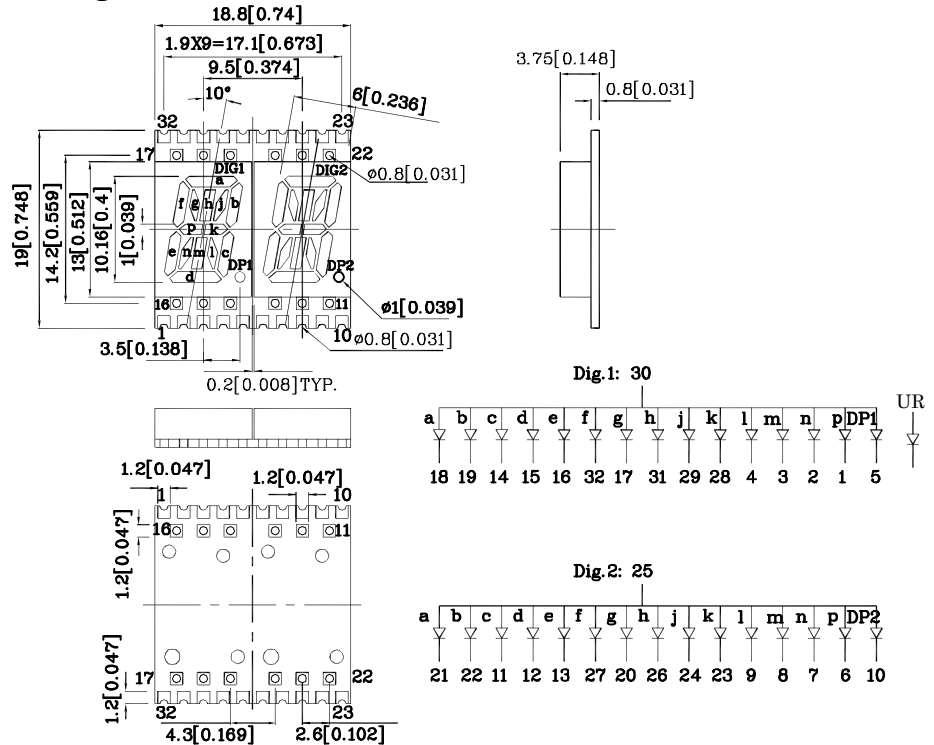 18.8[0.74]
1.9X9=17.1[0.673]
9.5[0.374]
10°
6[0.236]
32
23
17
22
DIG1
DIG2
ø0.8[0.031]
a
f g h j b
p k
e n m l c
d
DP1
DP2
19[0.748]
14.2[0.559]
13[0.512]
10.16[0.4]
1[0.039]
16
11
ø1[0.039]
1
10
ø0.8[0.031]
3.5[0.138]
0.2[0.008]TYP.
3.75[0.148]
0.8[0.031]
Dig.1: 30
a b c d e f g h j k l m n p DP1
18 19 14 15 16 32 17 31 29 28 4 3 2 1 5
UR
1.2[0.047]
1.2[0.047]
1
10
16
11
1.2[0.047]
1.2[0.047]
17
22
32
23
4.3[0.169]
2.6[0.102]
Dig.2: 25
a b c d e f g h j k l m n p DP2
21 22 11 12 13 27 20 26 24 23 9 8 7 6 10